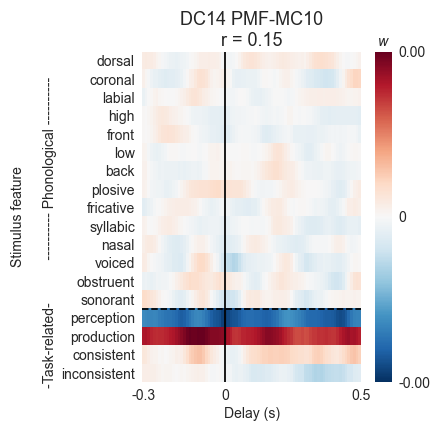 DC14 PMF-MC10
r = 0.15
w
Stimulus feature
-Task-related- ----------- Phonological ----------
dorsal
coronal
labial
high
front
low
back
plosive
fricative
syllabic
nasal
voiced
obstruent
sonorant
perception
production
consistent
inconsistent
0.00
0
-0.00
-0.3
0
0.5
Delay (s)